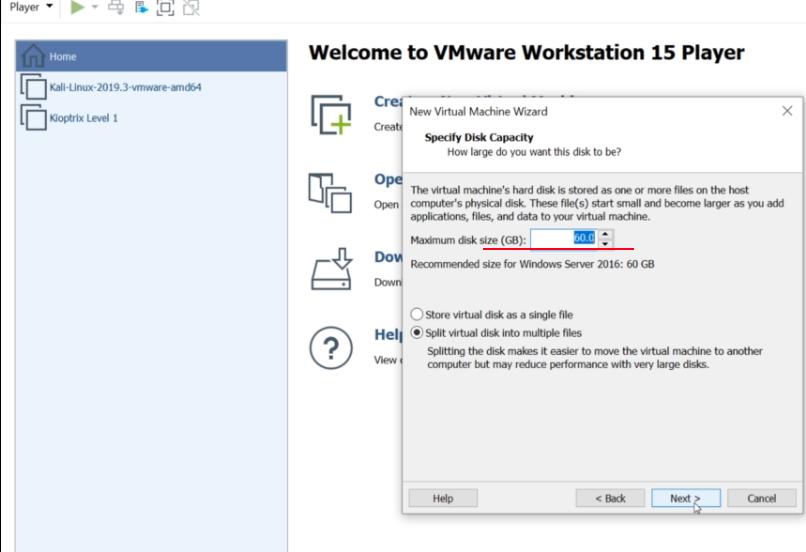 Player
Home
Kali-Linux-2019.3-vmware-amd64
Kioptrix Level 1
Welcome to VMware Workstation 15 Player
New Virtual Machine Wizard
Specify Disk Capacity
How large do you want this disk to be?
The virtual machine's hard disk is stored as one or more files on the host
computer's physical disk. These file(s) start small and become larger as you add
applications, files, and data to your virtual machine.
Maximum disk size (GB): 60.0
Recommended size for Windows Server 2016: 60 GB
Store virtual disk as a single file
Split virtual disk into multiple files
Splitting the disk makes it easier to move the virtual machine to another
computer but may reduce performance with very large disks.
Help
< Back
Next >
Cancel
Open
View